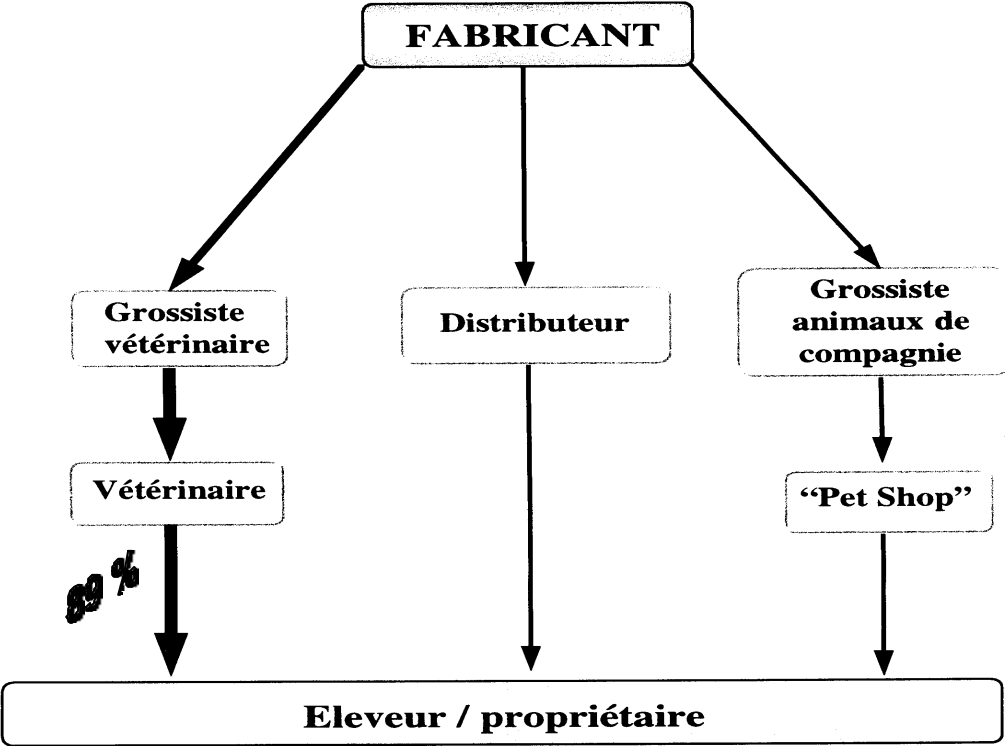 FABRICANT
Grossiste
vétérinaire
Distributeur
Grossiste
animaux de
compagnie
Vétérinaire
“Pet Shop”
89 %
Eleveur / propriétaire